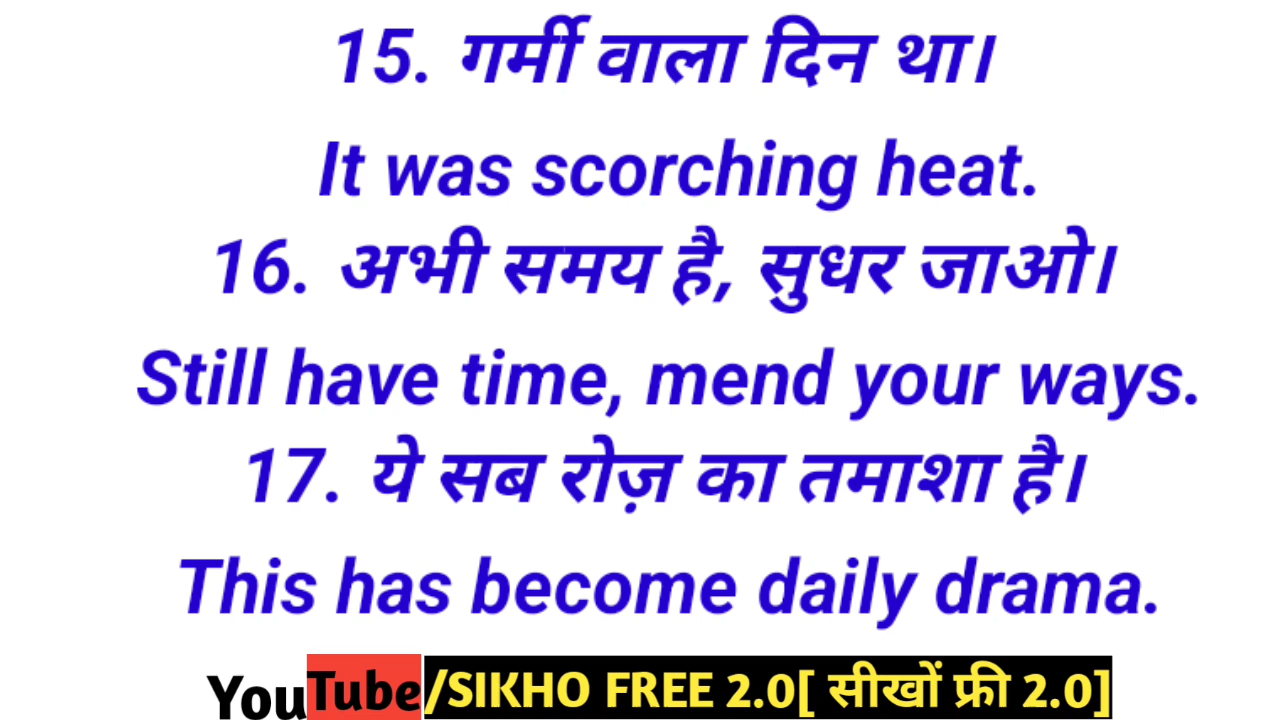 15. गर्मी वाला दिन था।
It was scorching heat.
16. अभी समय है, सुधर जाओ।
Still have time, mend your ways.
17. ये सब रोज़ का तमाशा है।
This has become daily drama.
YouTube/SIKHO FREE 2.0[ सीखों फ्री 2.0]